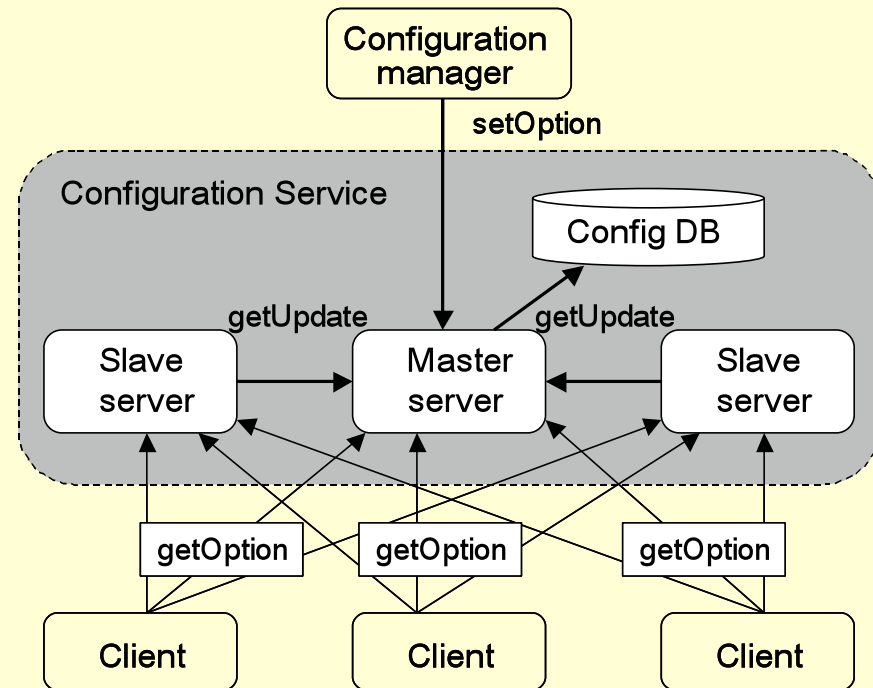 Configuration
manager
setOption
Configuration Service
Config DB
getUpdate
getUpdate
Slave
server
Master
server
Slave
server
getOption
getOption
getOption
Client
Client
Client